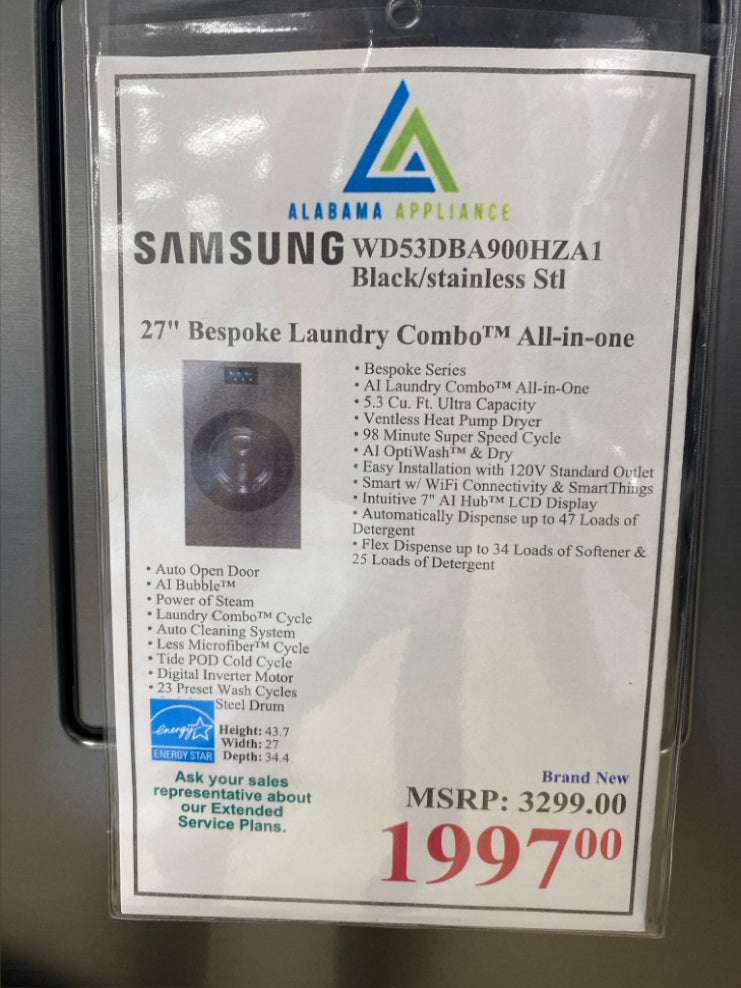 ALABAMA APPLIANCE
SAMSUNG WD53DBA900HZA1
Black/stainless Stl
27" Bespoke Laundry Combo™ All-in-one
• Bespoke Series
• AI Laundry Combo™ All-in-One
• 5.3 Cu. Ft. Ultra Capacity
• Ventless Heat Pump Dryer
• 98 Minute Super Speed Cycle
• AI OptiWash™ & Dry
• Easy Installation with 120V Standard Outlet
• Smart w/ WiFi Connectivity & SmartThings
• Intuitive 7" AI Hub™ LCD Display
• Automatically Dispense up to 47 Loads of
Detergent
• Flex Dispense up to 34 Loads of Softener &
25 Loads of Detergent
• Auto Open Door
• AI Bubble™
• Power of Steam
• Laundry Combo™ Cycle
• Auto Cleaning System
• Less Microfiber™ Cycle
• Tide POD Cold Cycle
• Digital Inverter Motor
• 23 Preset Wash Cycles
Steel Drum
energy
ENERGY STAR
Height: 43.7
Width: 27
Depth: 34.4
Ask your sales
representative about
our Extended
Service Plans.
Brand New
MSRP: 3299.00
199700